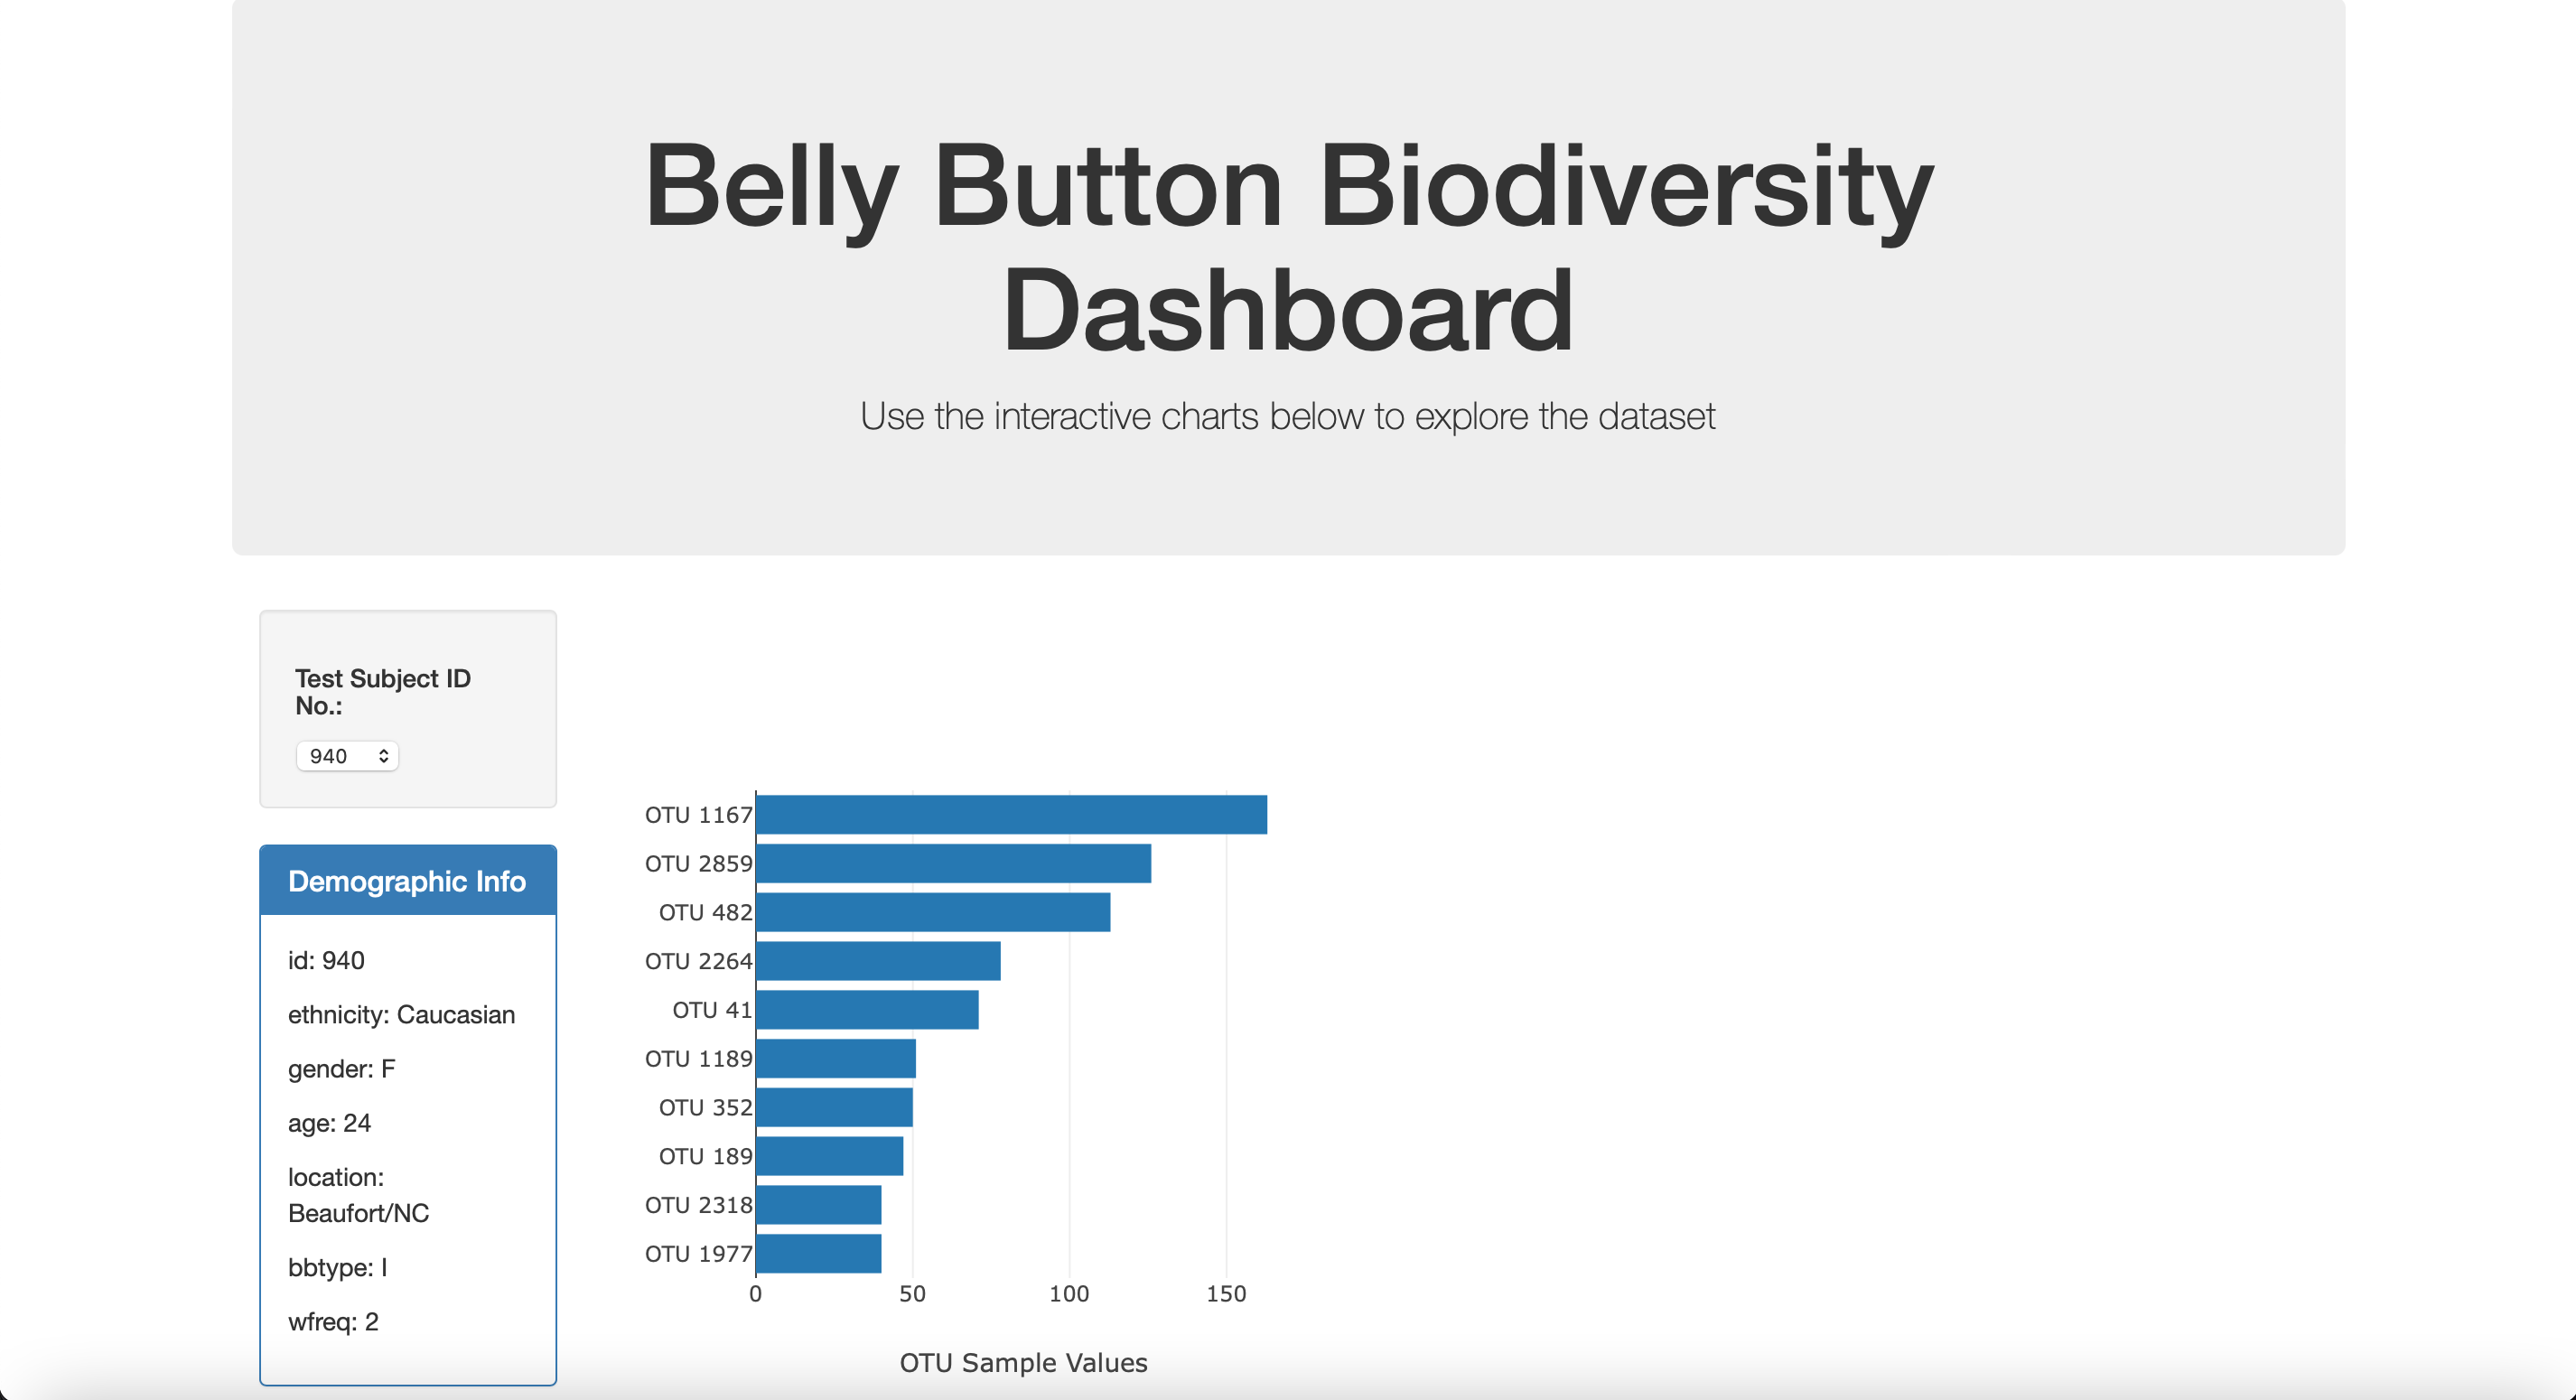 Belly Button Biodiversity
Dashboard
Use the interactive charts below to explore the dataset
Test Subject ID
No.:
940
Demographic Info
id: 940
ethnicity: Caucasian
gender: F
age: 24
location:
Beaufort/NC
bbtype: I
wfreq: 2
OTU 1167
OTU 2859
OTU 482
OTU 2264
OTU 41
OTU 1189
OTU 352
OTU 189
OTU 2318
OTU 1977
0 50 100 150
OTU Sample Values